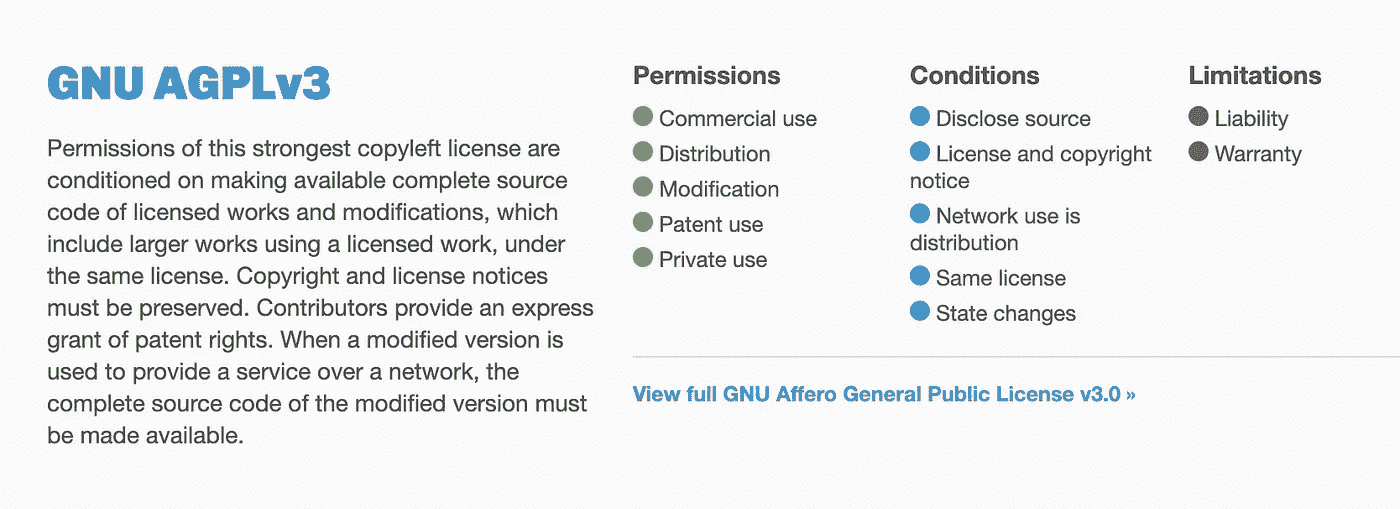 GNU AGPLv3
Permissions of this strongest copyleft license are
conditioned on making available complete source
code of licensed works and modifications, which
include larger works using a licensed work, under
the same license. Copyright and license notices
must be preserved. Contributors provide an express
grant of patent rights. When a modified version is
used to provide a service over a network, the
complete source code of the modified version must
be made available.
Permissions
Commercial use
Distribution
Modification
Patent use
Private use
Conditions
Disclose source
License and copyright
notice
Network use is
distribution
Same license
State changes
Limitations
Liability
Warranty
View full GNU Affero General Public License v3.0 »